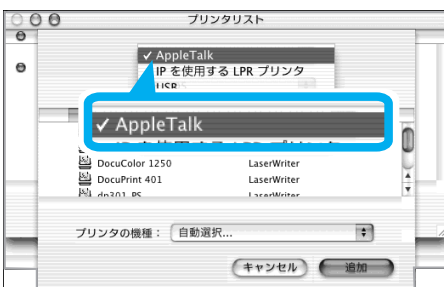 プリンタリスト
✓ AppleTalk
IP を使用する LPR プリンタ
USB
✓ AppleTalk
DocuColor 1250 LaserWriter
DocuPrint 401 LaserWriter
dp301 PS LaserWriter
プリンタの機種： 自動選択...
キャンセル 追加